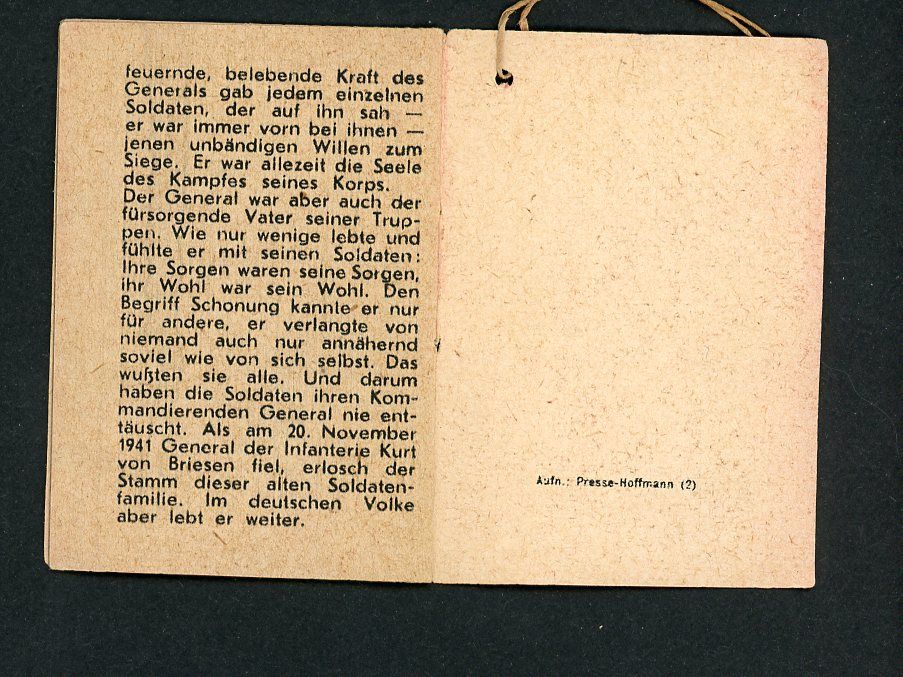 feuernde, belebende Kraft des
Generals gab jedem einzelnen
Soldaten, der auf ihn sah —
er war immer vorn bei ihnen —
jenen unbändigen Willen zum
Siege. Er war allezeit die Seele
des Kampfes seines Korps.
Der General war aber auch der
fürsorgende Vater seiner Trup-
pen. Wie nur wenige lebte und
fühlte er mit seinen Soldaten:
Ihre Sorgen waren seine Sorgen,
ihr Wohl war sein Wohl. Den
Begriff Schonung kannte er nur
für andere, er verlangte von
niemand auch nur annähernd
soviel wie von sich selbst. Das
wußten sie alle. Und darum
haben die Soldaten ihren Kom-
mandierenden General nie ent-
täuscht. Als am 20. November
1941 General der Infanterie Kurt
von Briesen fiel, erlosch der
Stamm dieser alten Soldaten-
familie. Im deutschen Volke
aber lebt er weiter.
Aufn.: Presse-Hoffmann (2)